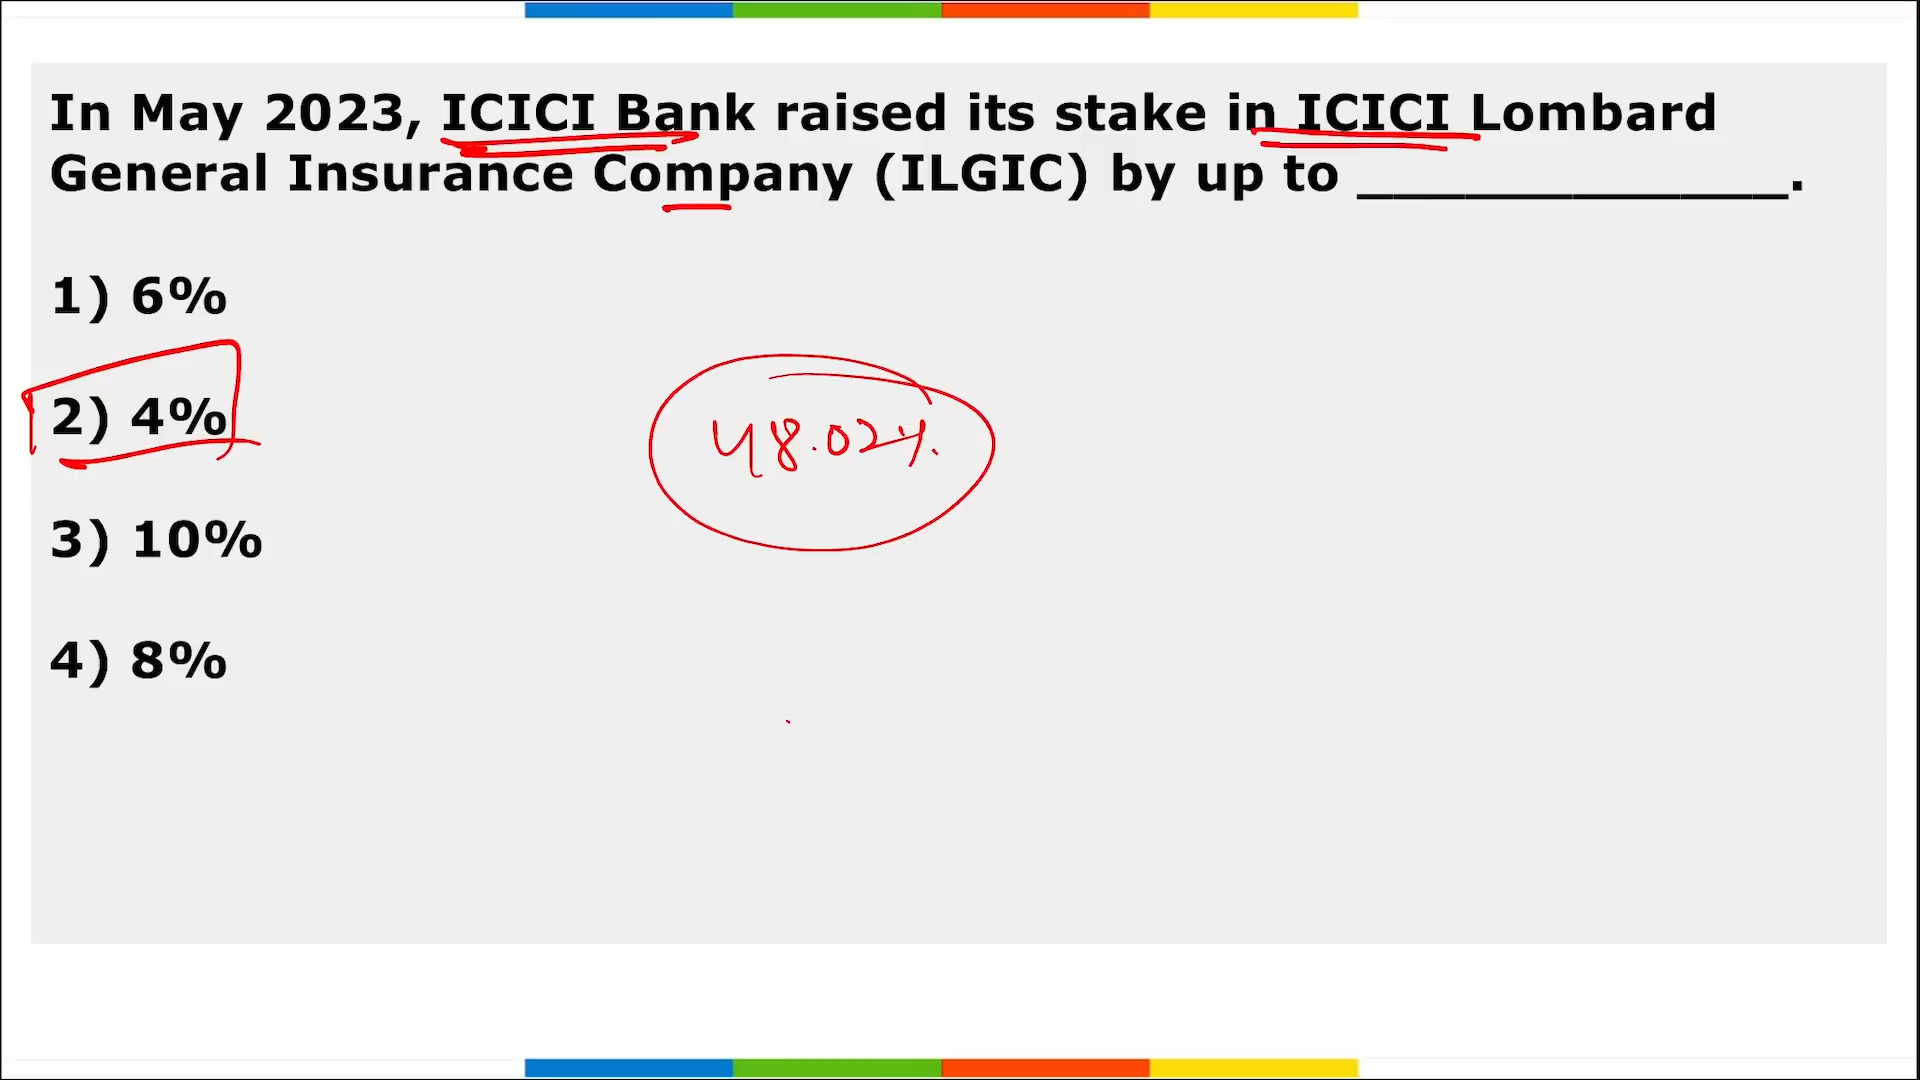 In May 2023, ICICI Bank raised its stake in ICICI Lombard
General Insurance Company (ILGIC) by up to ____________.
1) 6%
2) 4%
48.02%.
3) 10%
4) 8%